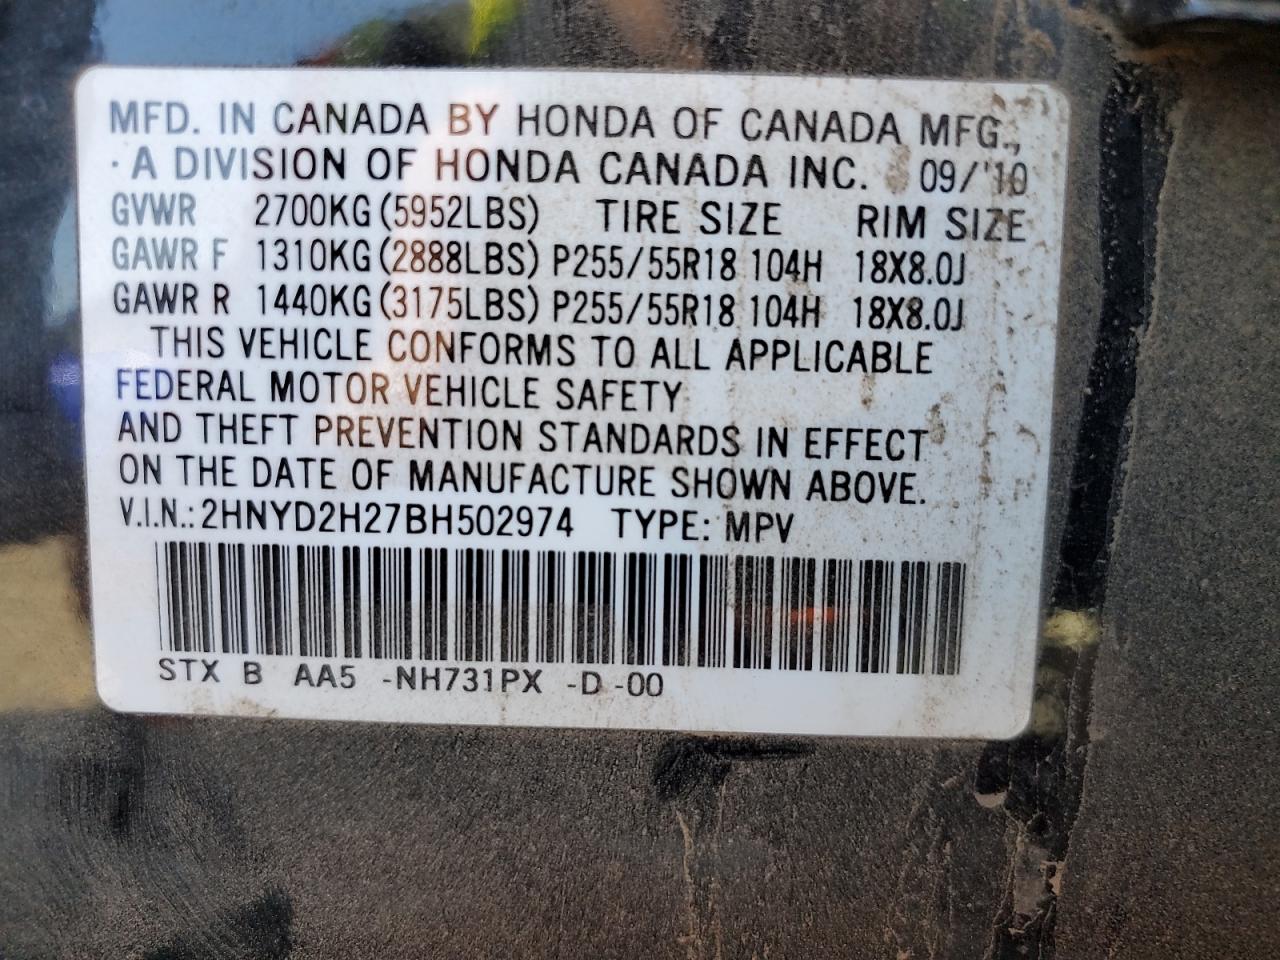 MFD. IN CANADA BY HONDA OF CANADA MFG.,
· A DIVISION OF HONDA CANADA INC. 09/'10
GVWR 2700KG (5952LBS) TIRE SIZE RIM SIZE
GAWR F 1310KG (2888LBS) P255/55R18 104H 18X8.0J
GAWR R 1440KG (3175LBS) P255/55R18 104H 18X8.0J
THIS VEHICLE CONFORMS TO ALL APPLICABLE
FEDERAL MOTOR VEHICLE SAFETY
AND THEFT PREVENTION STANDARDS IN EFFECT
ON THE DATE OF MANUFACTURE SHOWN ABOVE.
V.I.N.: 2HNYD2H27BH502974 TYPE: MPV
STX B AA5 -NH731PX -D -00